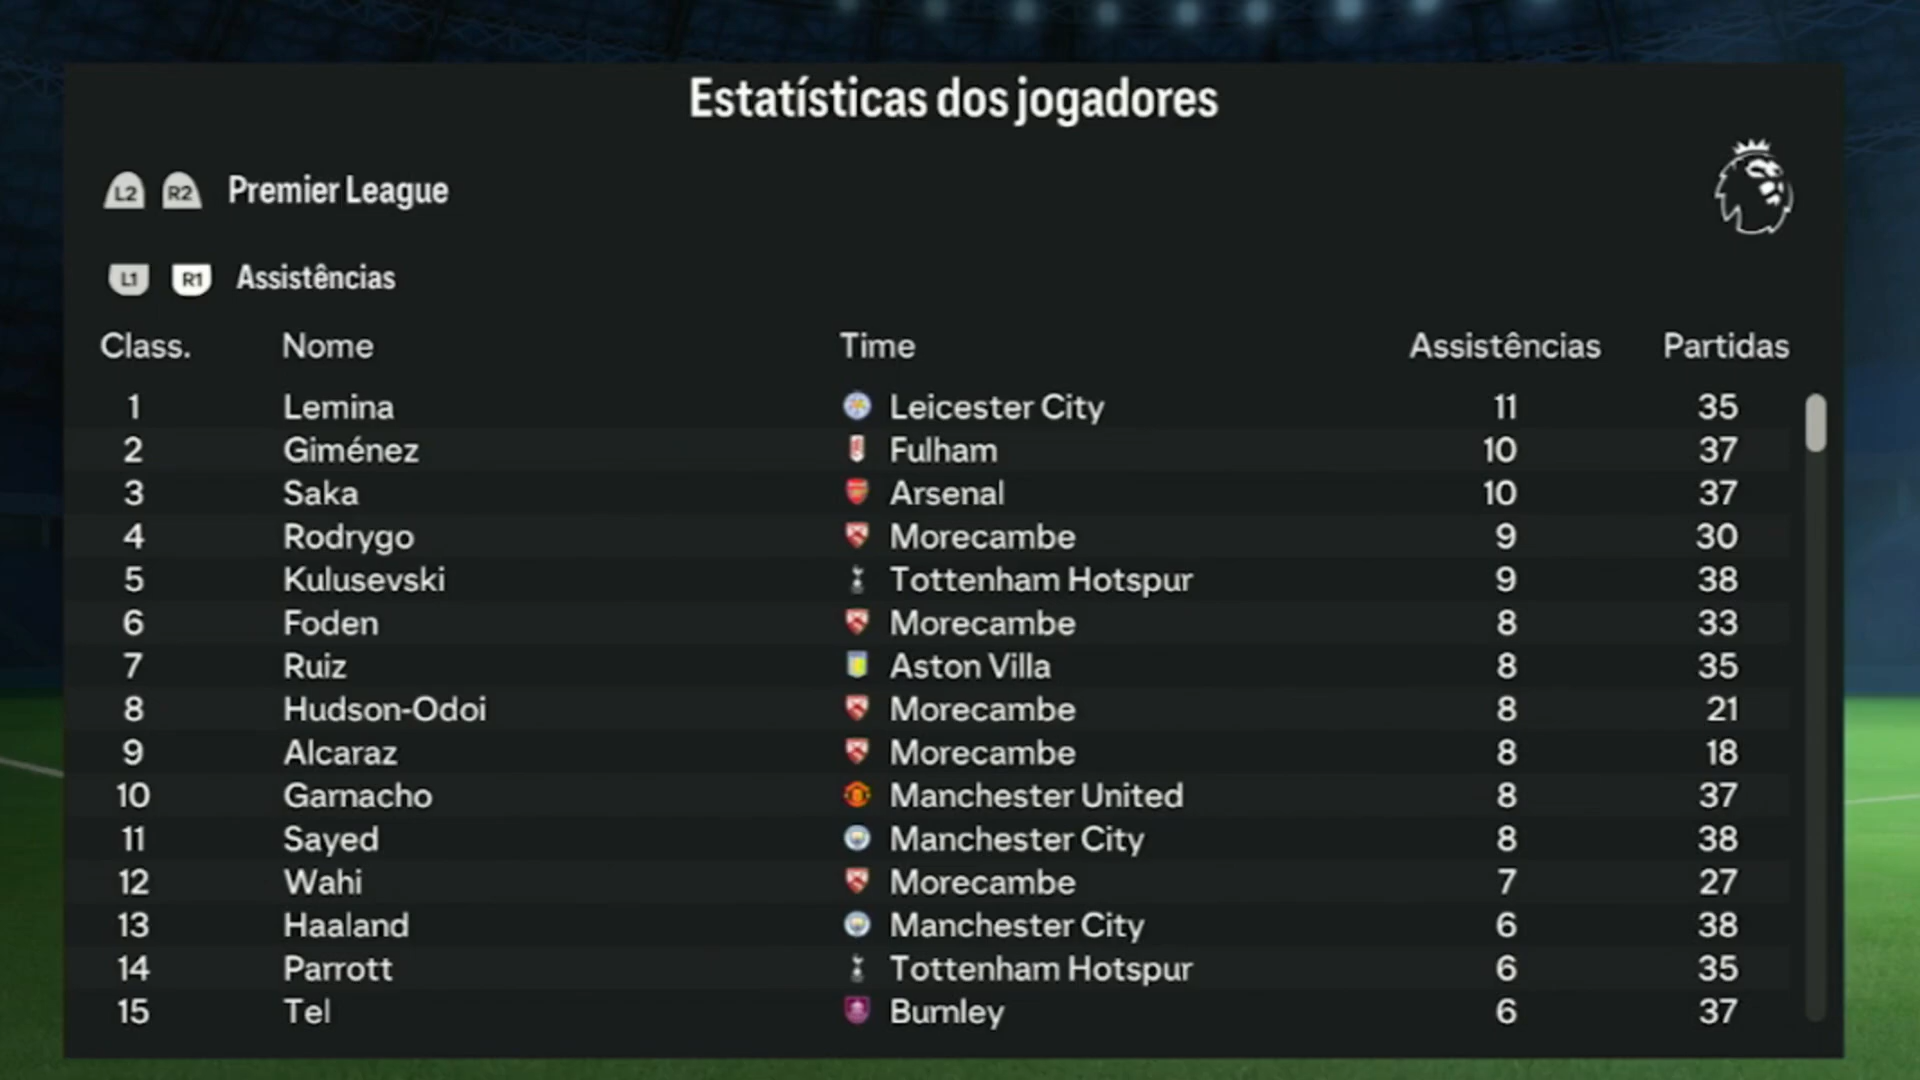 Estatísticas dos jogadores
L2 R2 Premier League
L1 R1 Assistências
Class. Nome Time Assistências Partidas
1 Lemina Leicester City 11 35
2 Giménez Fulham 10 37
3 Saka Arsenal 10 37
4 Rodrygo Morecambe 9 30
5 Kulusevski Tottenham Hotspur 9 38
6 Foden Morecambe 8 33
7 Ruiz Aston Villa 8 35
8 Hudson-Odoi Morecambe 8 21
9 Alcaraz Morecambe 8 18
10 Garnacho Manchester United 8 37
11 Sayed Manchester City 8 38
12 Wahi Morecambe 7 27
13 Haaland Manchester City 6 38
14 Parrott Tottenham Hotspur 6 35
15 Tel Burnley 6 37